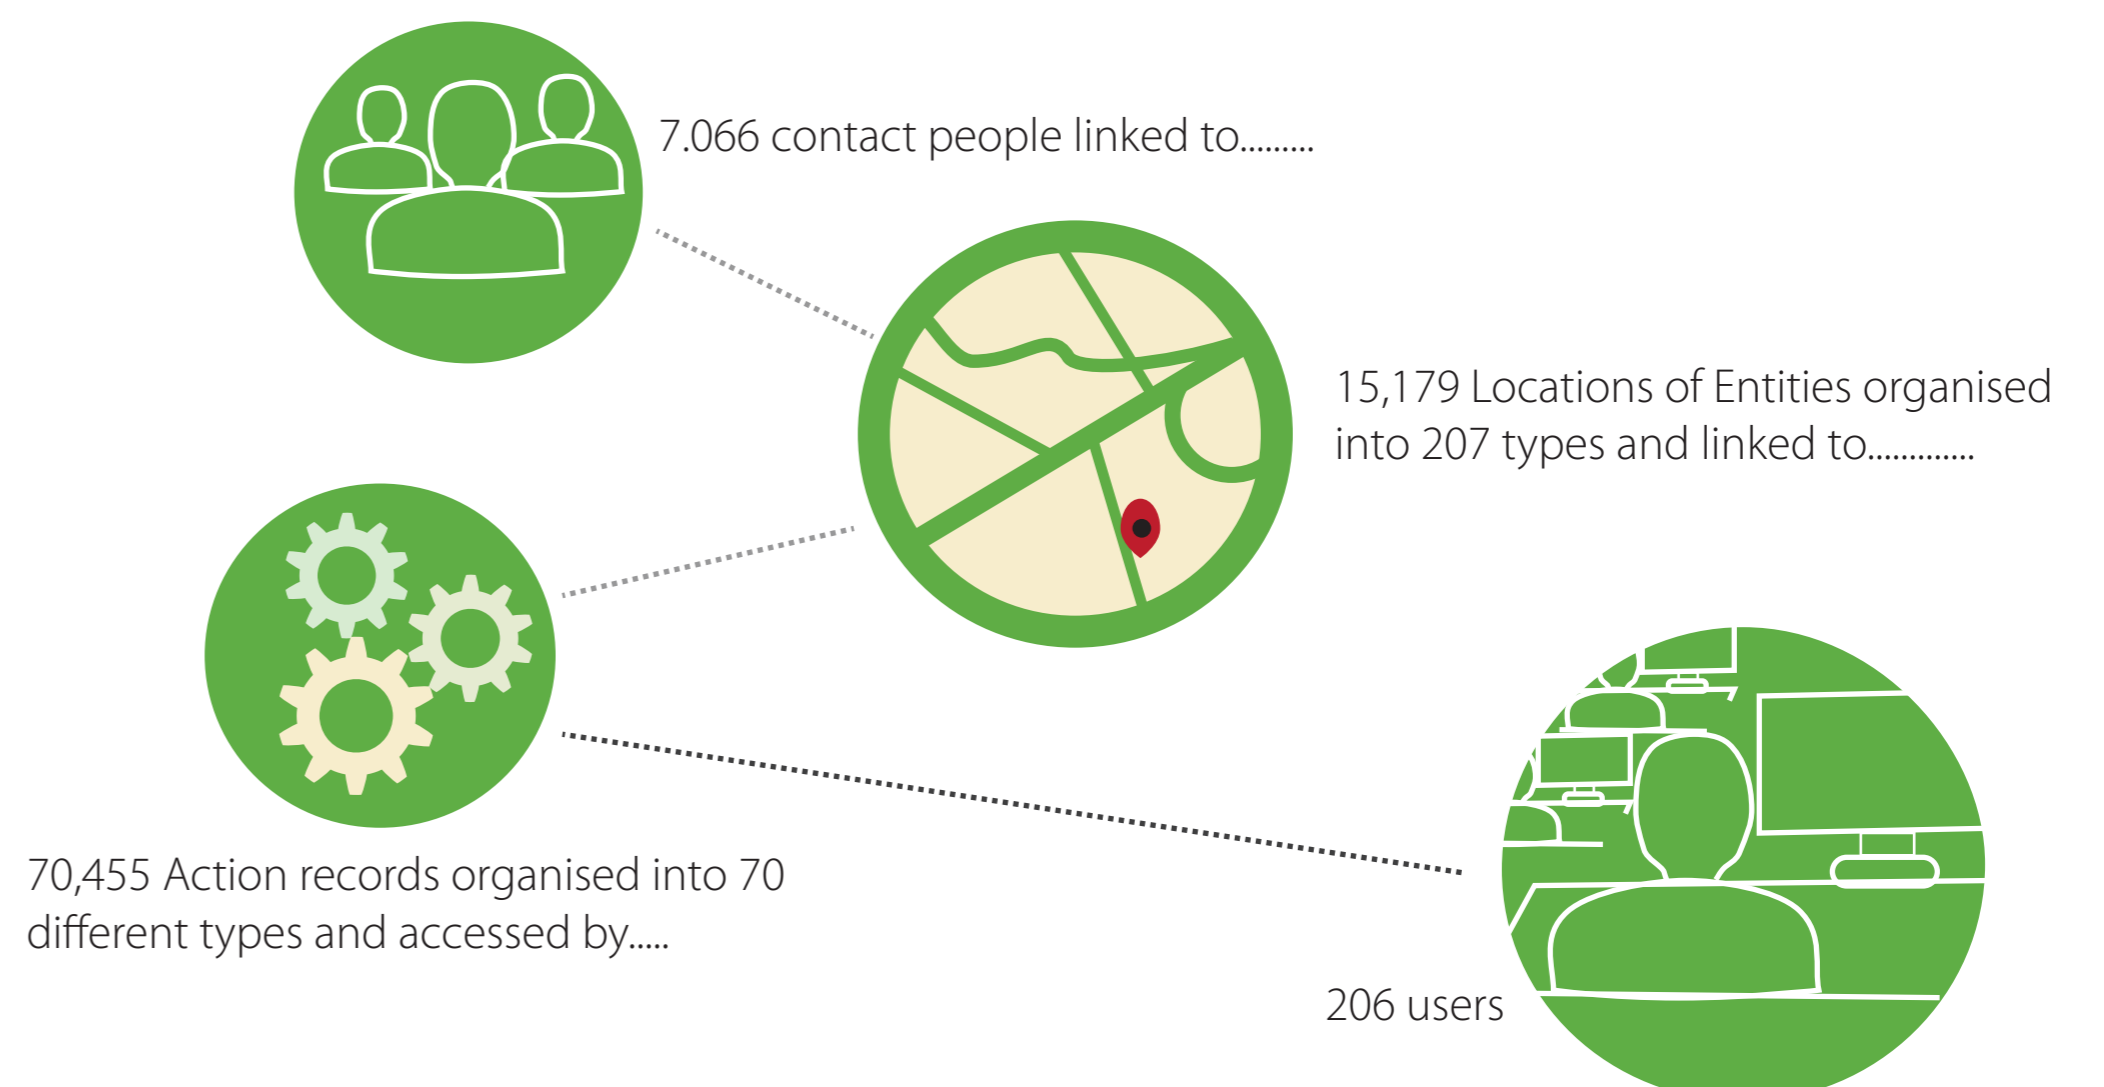 7.066 contact people linked to.........
15,179 Locations of Entities organised
into 207 types and linked to.............
70,455 Action records organised into 70
different types and accessed by.....
206 users